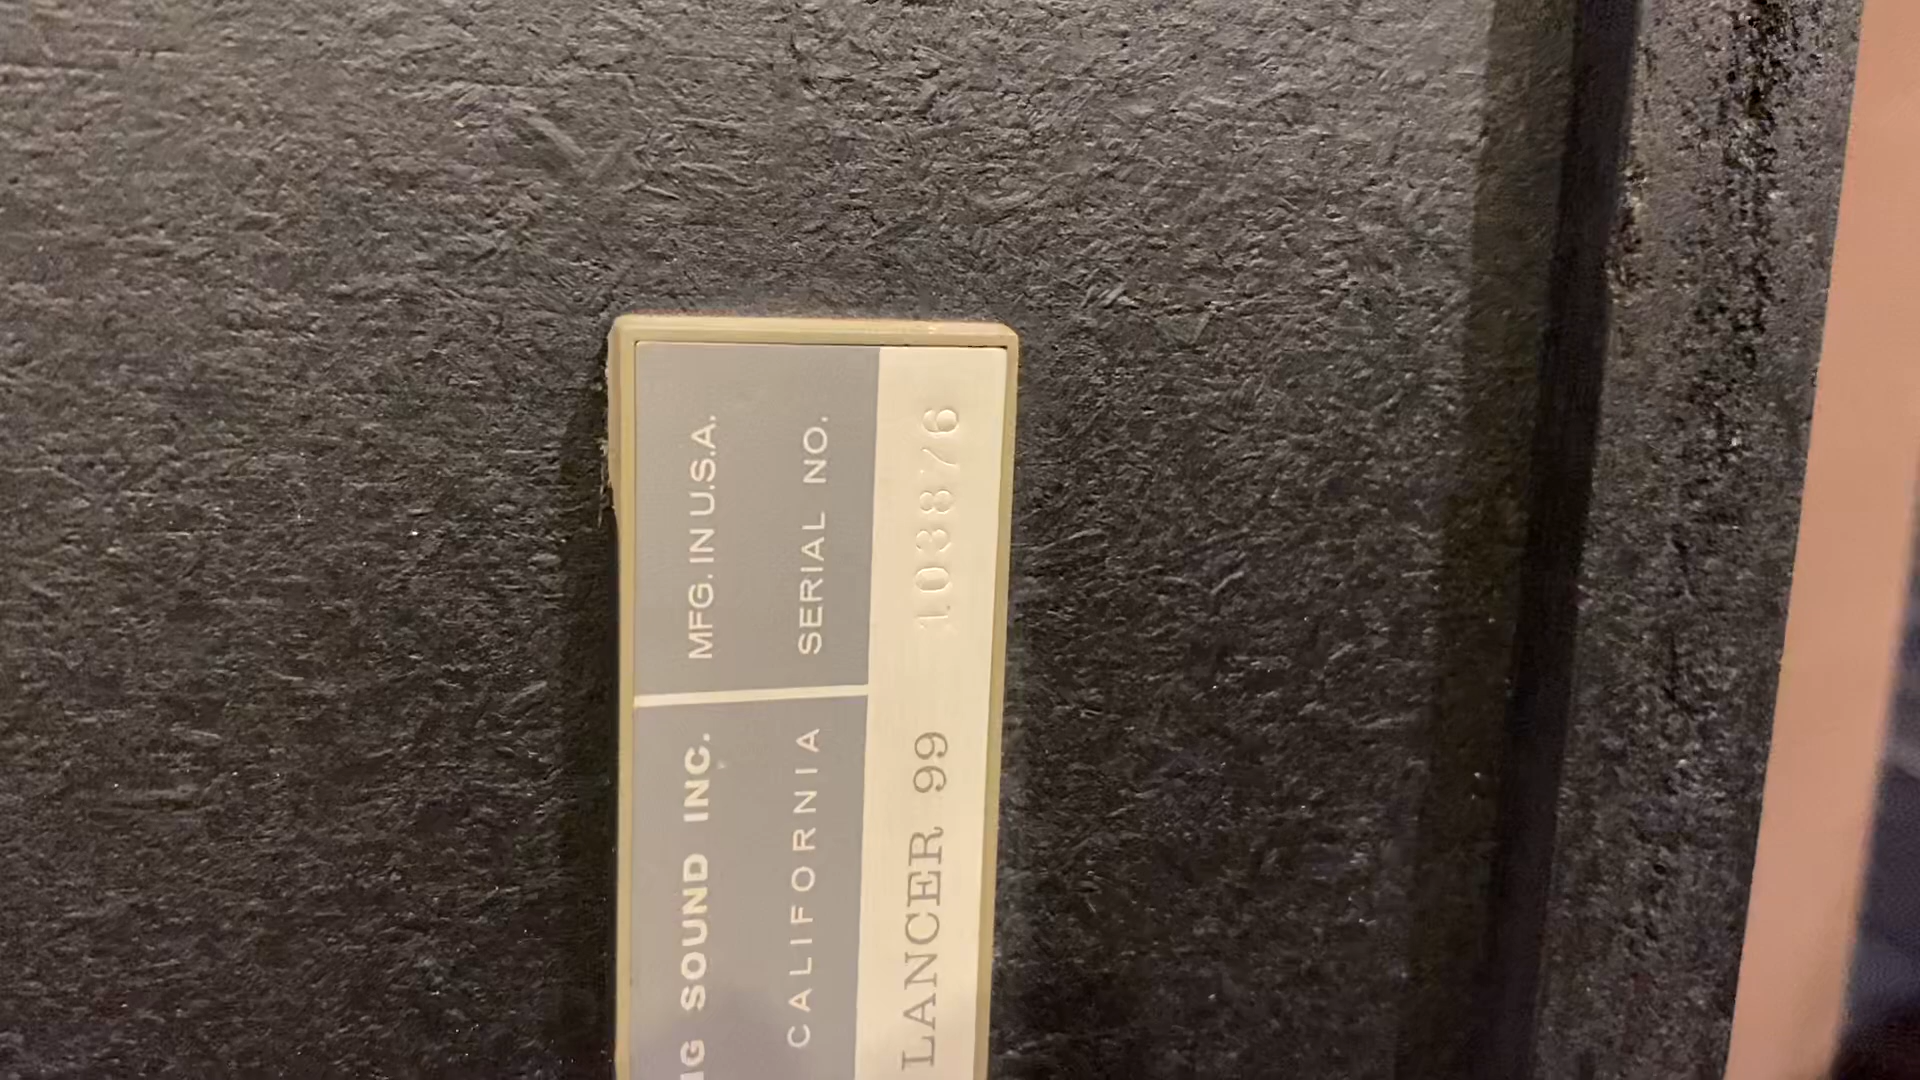 G SOUND INC. MFG. IN U.S.A.
CALIFORNIA SERIAL NO.
LANCER 99 103876